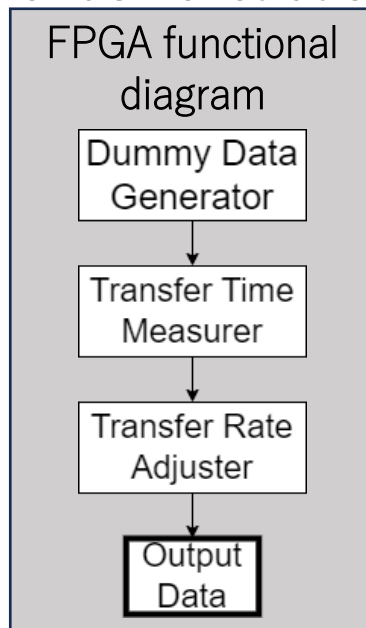 FPGA functional
diagram
Dummy Data
Generator
Transfer Time
Measurer
Transfer Rate
Adjuster
Output
Data